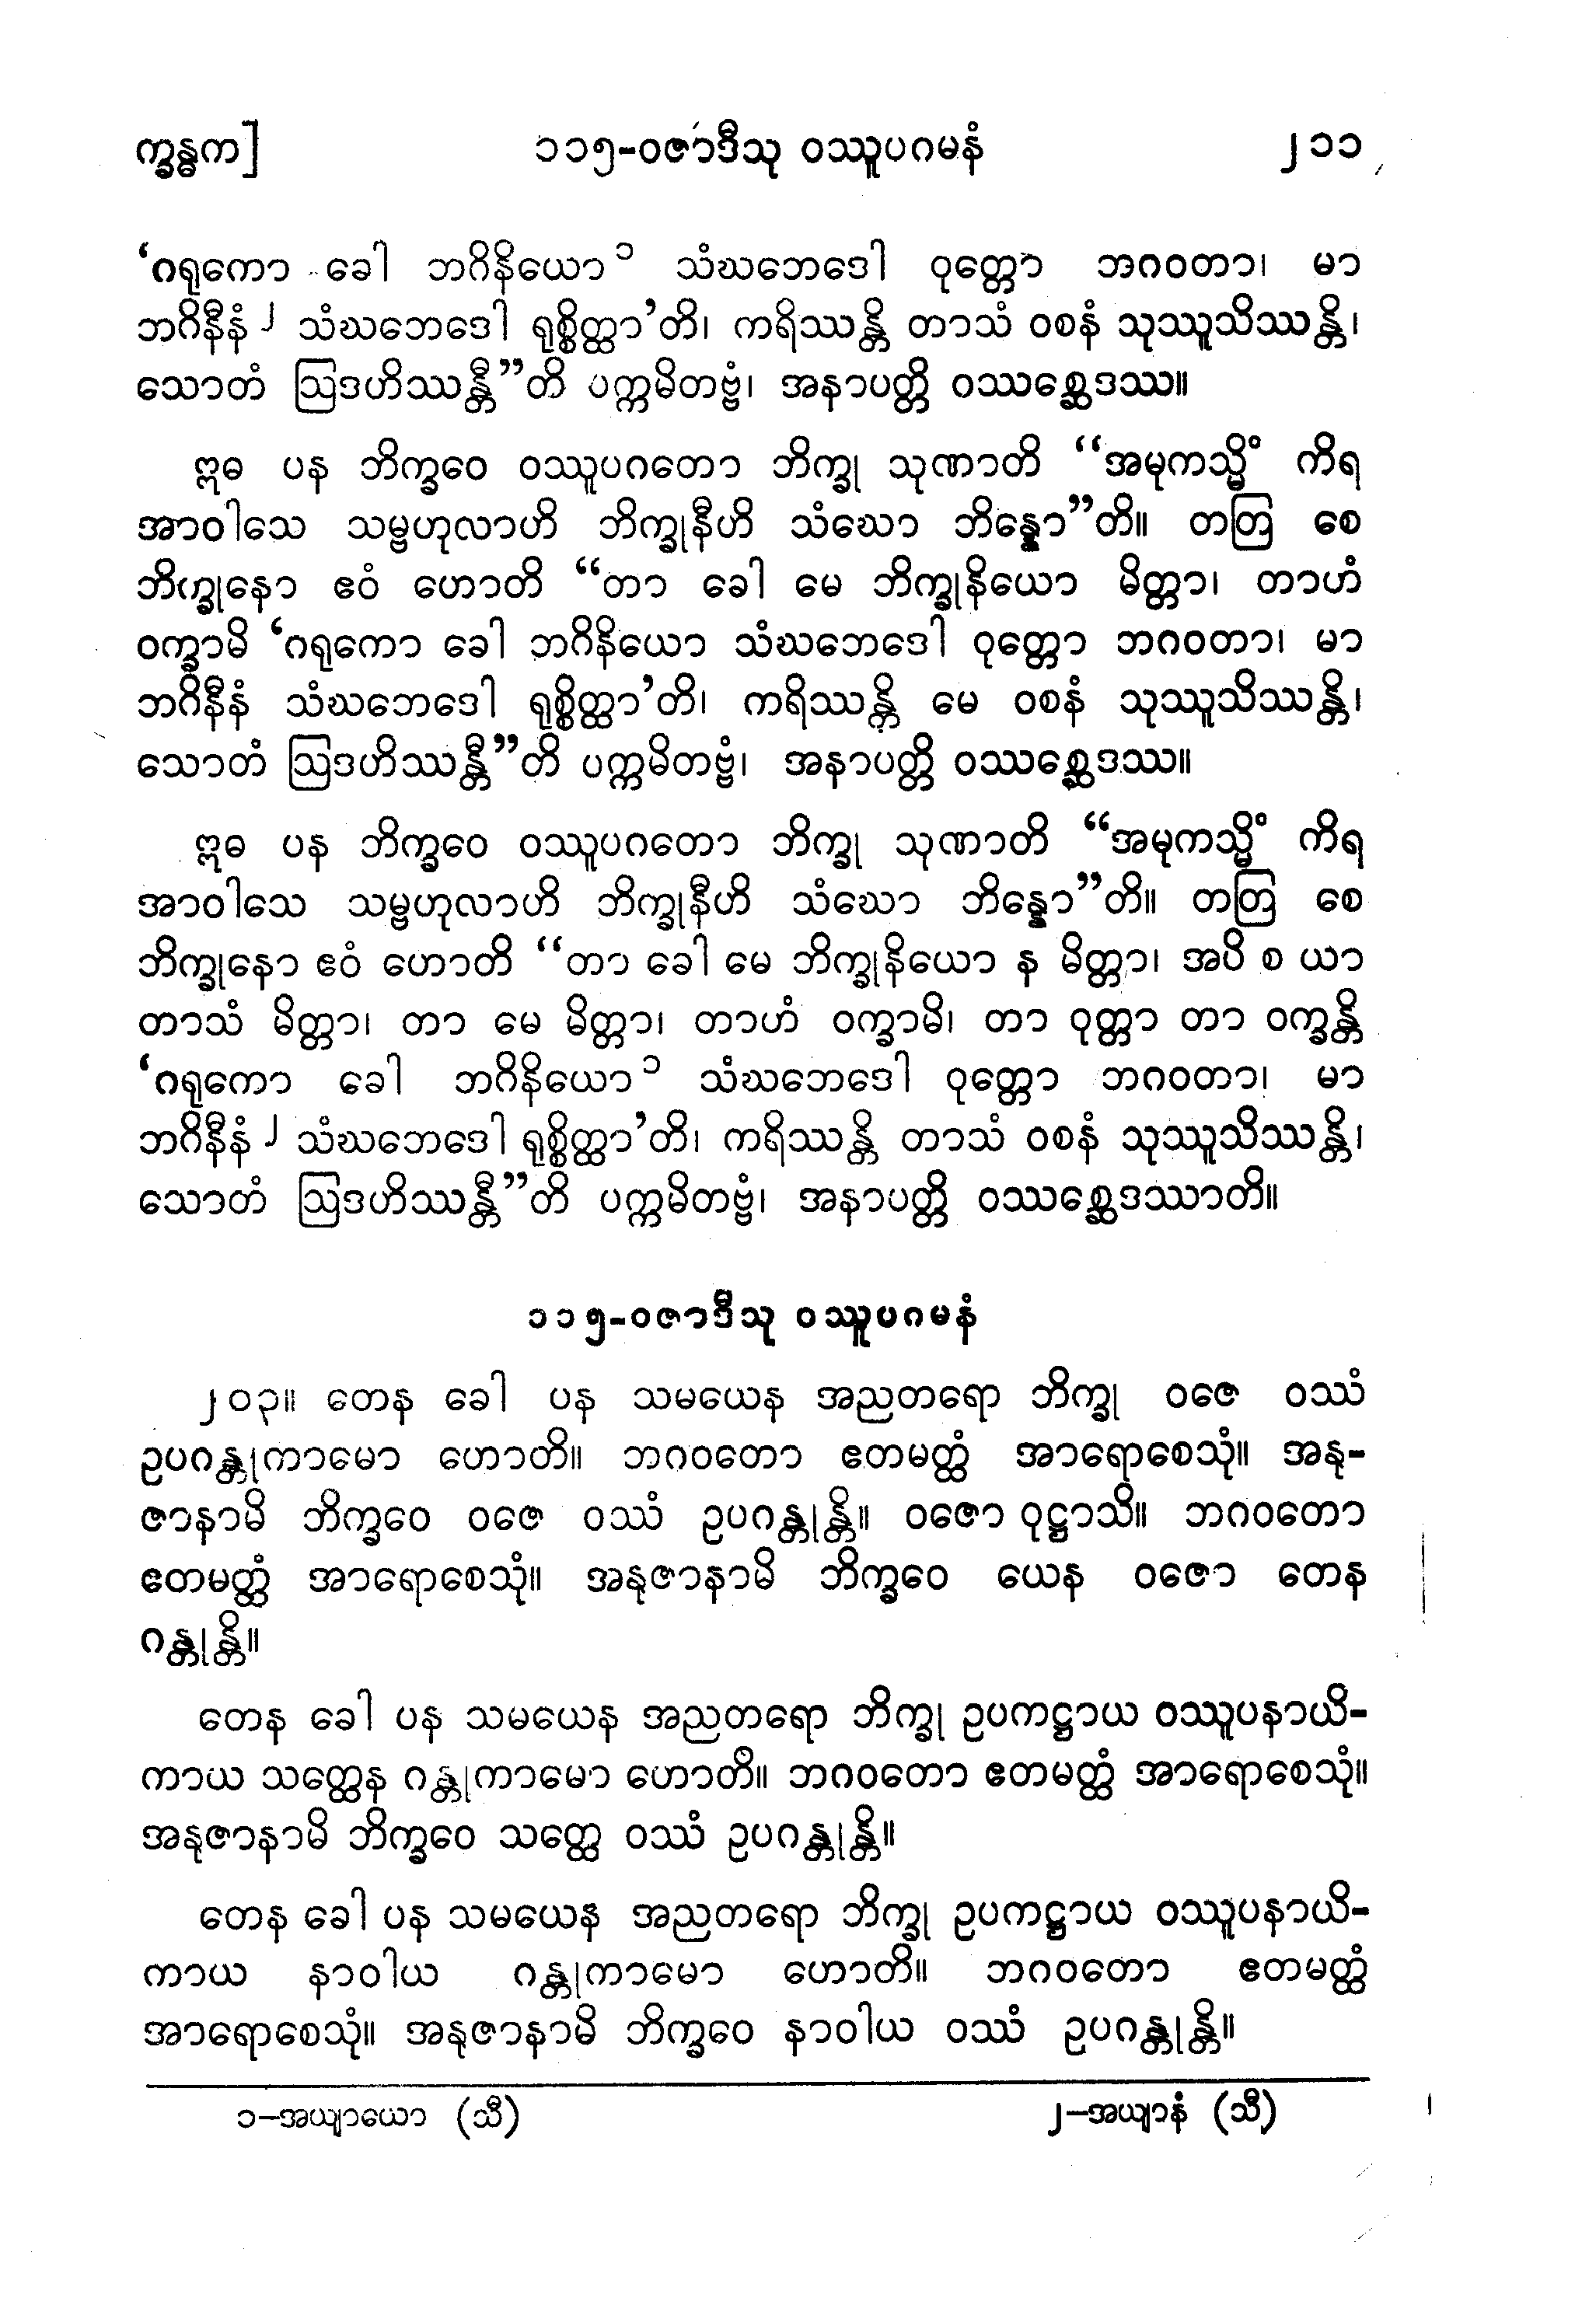 က္ခန္ဓက]
၁၁၅-ဝဇာဒီသု ဝဿူပဂမနံ
၂၁၁
‘ဂရုကော ခေါ ဘဂိနိယော၁ သံဃဘေဒေါ ဝုတ္တော ဘဂဝတာ၊ မာ
ဘဂိနီနံ၂ သံဃဘေဒေါ ရုစ္စိတ္ထာ’တိ၊ ကရိဿန္တိ တာသံ ဝစနံ သုဿူသိဿန္တိ၊
သောတံ ဩဒဟိဿန္တီ”တိ ပက္ကမိတဗ္ဗံ၊ အနာပတ္တိ ဝဿစ္ဆေဒဿ။
ဣဓ ပန ဘိက္ခဝေ ဝဿူပဂတော ဘိက္ခု သုဏာတိ “အမုကသ္မိံ ကိရ
အာဝါသေ သမ္ဗဟုလာဟိ ဘိက္ခုနီဟိ သံဃော ဘိန္နော”တိ။ တတြ စေ
ဘိက္ခုနော ဧဝံ ဟောတိ “တာ ခေါ မေ ဘိက္ခုနိယော မိတ္တာ၊ တာဟံ
ဝက္ခာမိ ‘ဂရုကော ခေါ ဘဂိနိယော သံဃဘေဒေါ ဝုတ္တော ဘဂဝတာ၊ မာ
ဘဂိနီနံ သံဃဘေဒေါ ရုစ္စိတ္ထာ’တိ၊ ကရိဿန္တိ မေ ဝစနံ သုဿူသိဿန္တိ၊
သောတံ ဩဒဟိဿန္တီ”တိ ပက္ကမိတဗ္ဗံ၊ အနာပတ္တိ ဝဿစ္ဆေဒဿ။
ဣဓ ပန ဘိက္ခဝေ ဝဿူပဂတော ဘိက္ခု သုဏာတိ “အမုကသ္မိံ ကိရ
အာဝါသေ သမ္ဗဟုလာဟိ ဘိက္ခုနီဟိ သံဃော ဘိန္နော”တိ။ တတြ စေ
ဘိက္ခုနော ဧဝံ ဟောတိ “တာ ခေါ မေ ဘိက္ခုနိယော န မိတ္တာ၊ အပိ စ ယာ
တာသံ မိတ္တာ၊ တာ မေ မိတ္တာ၊ တာဟံ ဝက္ခာမိ၊ တာ ဝုတ္တာ တာ ဝက္ခန္တိ
‘ဂရုကော ခေါ ဘဂိနိယော၁ သံဃဘေဒေါ ဝုတ္တော ဘဂဝတာ၊ မာ
ဘဂိနီနံ၂ သံဃဘေဒေါ ရုစ္စိတ္ထာ’တိ၊ ကရိဿန္တိ တာသံ ဝစနံ သုဿူသိဿန္တိ၊
သောတံ ဩဒဟိဿန္တီ”တိ ပက္ကမိတဗ္ဗံ၊ အနာပတ္တိ ဝဿစ္ဆေဒဿာတိ။
၁၁၅-ဝဇာဒီသု ဝဿူပဂမနံ
၂၀၃။ တေန ခေါ ပန သမယေန အညတရော ဘိက္ခု ဝဇေ ဝဿံ
ဥပဂန္တုကာမော ဟောတိ။ ဘဂဝတော ဧတမတ္ထံ အာရောစေသုံ။ အနု-
ဇာနာမိ ဘိက္ခဝေ ဝဇေ ဝဿံ ဥပဂန္တုန္တိ။ ဝဇော ဝုဋ္ဌာသိ။ ဘဂဝတော
ဧတမတ္ထံ အာရောစေသုံ။ အနုဇာနာမိ ဘိက္ခဝေ ယေန ဝဇော တေန
ဂန္တုန္တိ။
တေန ခေါ ပန သမယေန အညတရော ဘိက္ခု ဥပကဋ္ဌာယ ဝဿူပနာယိ-
ကာယ သတ္ထေန ဂန္တုကာမော ဟောတိ။ ဘဂဝတော ဧတမတ္ထံ အာရောစေသုံ။
အနုဇာနာမိ ဘိက္ခဝေ သတ္ထေ ဝဿံ ဥပဂန္တုန္တိ။
တေန ခေါ ပန သမယေန အညတရော ဘိက္ခု ဥပကဋ္ဌာယ ဝဿူပနာယိ-
ကာယ နာဝါယ ဂန္တုကာမော ဟောတိ။ ဘဂဝတော ဧတမတ္ထံ
အာရောစေသုံ။ အနုဇာနာမိ ဘိက္ခဝေ နာဝါယ ဝဿံ ဥပဂန္တုန္တိ။
၁–အယျာယော (သီ)
၂–အယျာနံ (သီ)